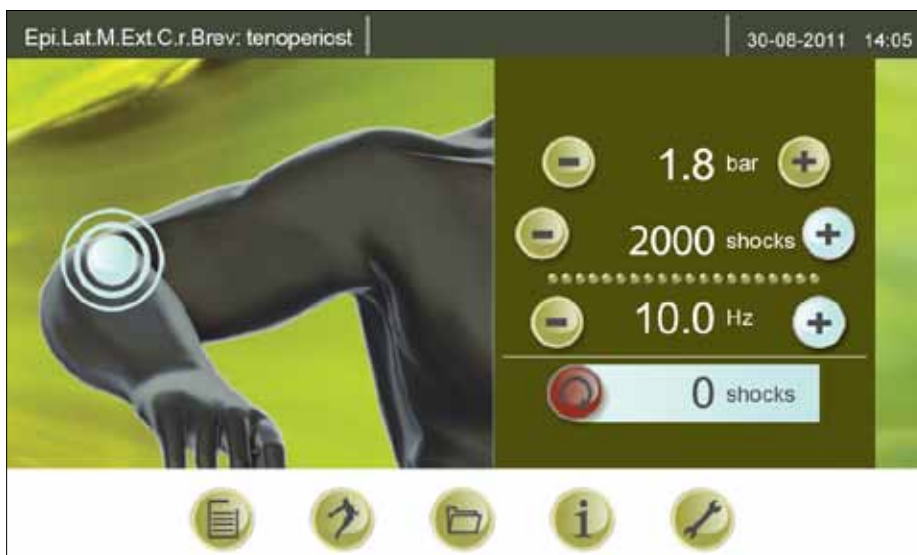 Epi.Lat.M.Ext.C.r.Brev: tenoperiost
30-08-2011 14:05
1.8 bar
2000 shocks
10.0 Hz
0 shocks